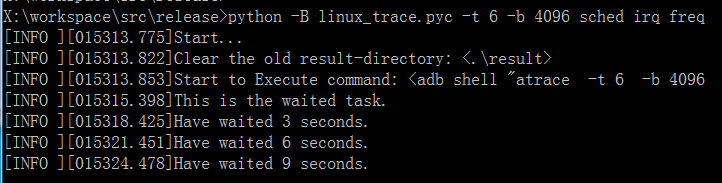 X:\workspace\src\release>python -B linux_trace.pyc -t 6 -b 4096 sched irq freq
[INFO ][015313.775]Start...
[INFO ][015313.822]Clear the old result-directory: <.\result>
[INFO ][015313.853]Start to Execute command: <adb shell "atrace  -t 6  -b 4096
[INFO ][015315.398]This is the waited task.
[INFO ][015318.425]Have waited 3 seconds.
[INFO ][015321.451]Have waited 6 seconds.
[INFO ][015324.478]Have waited 9 seconds.